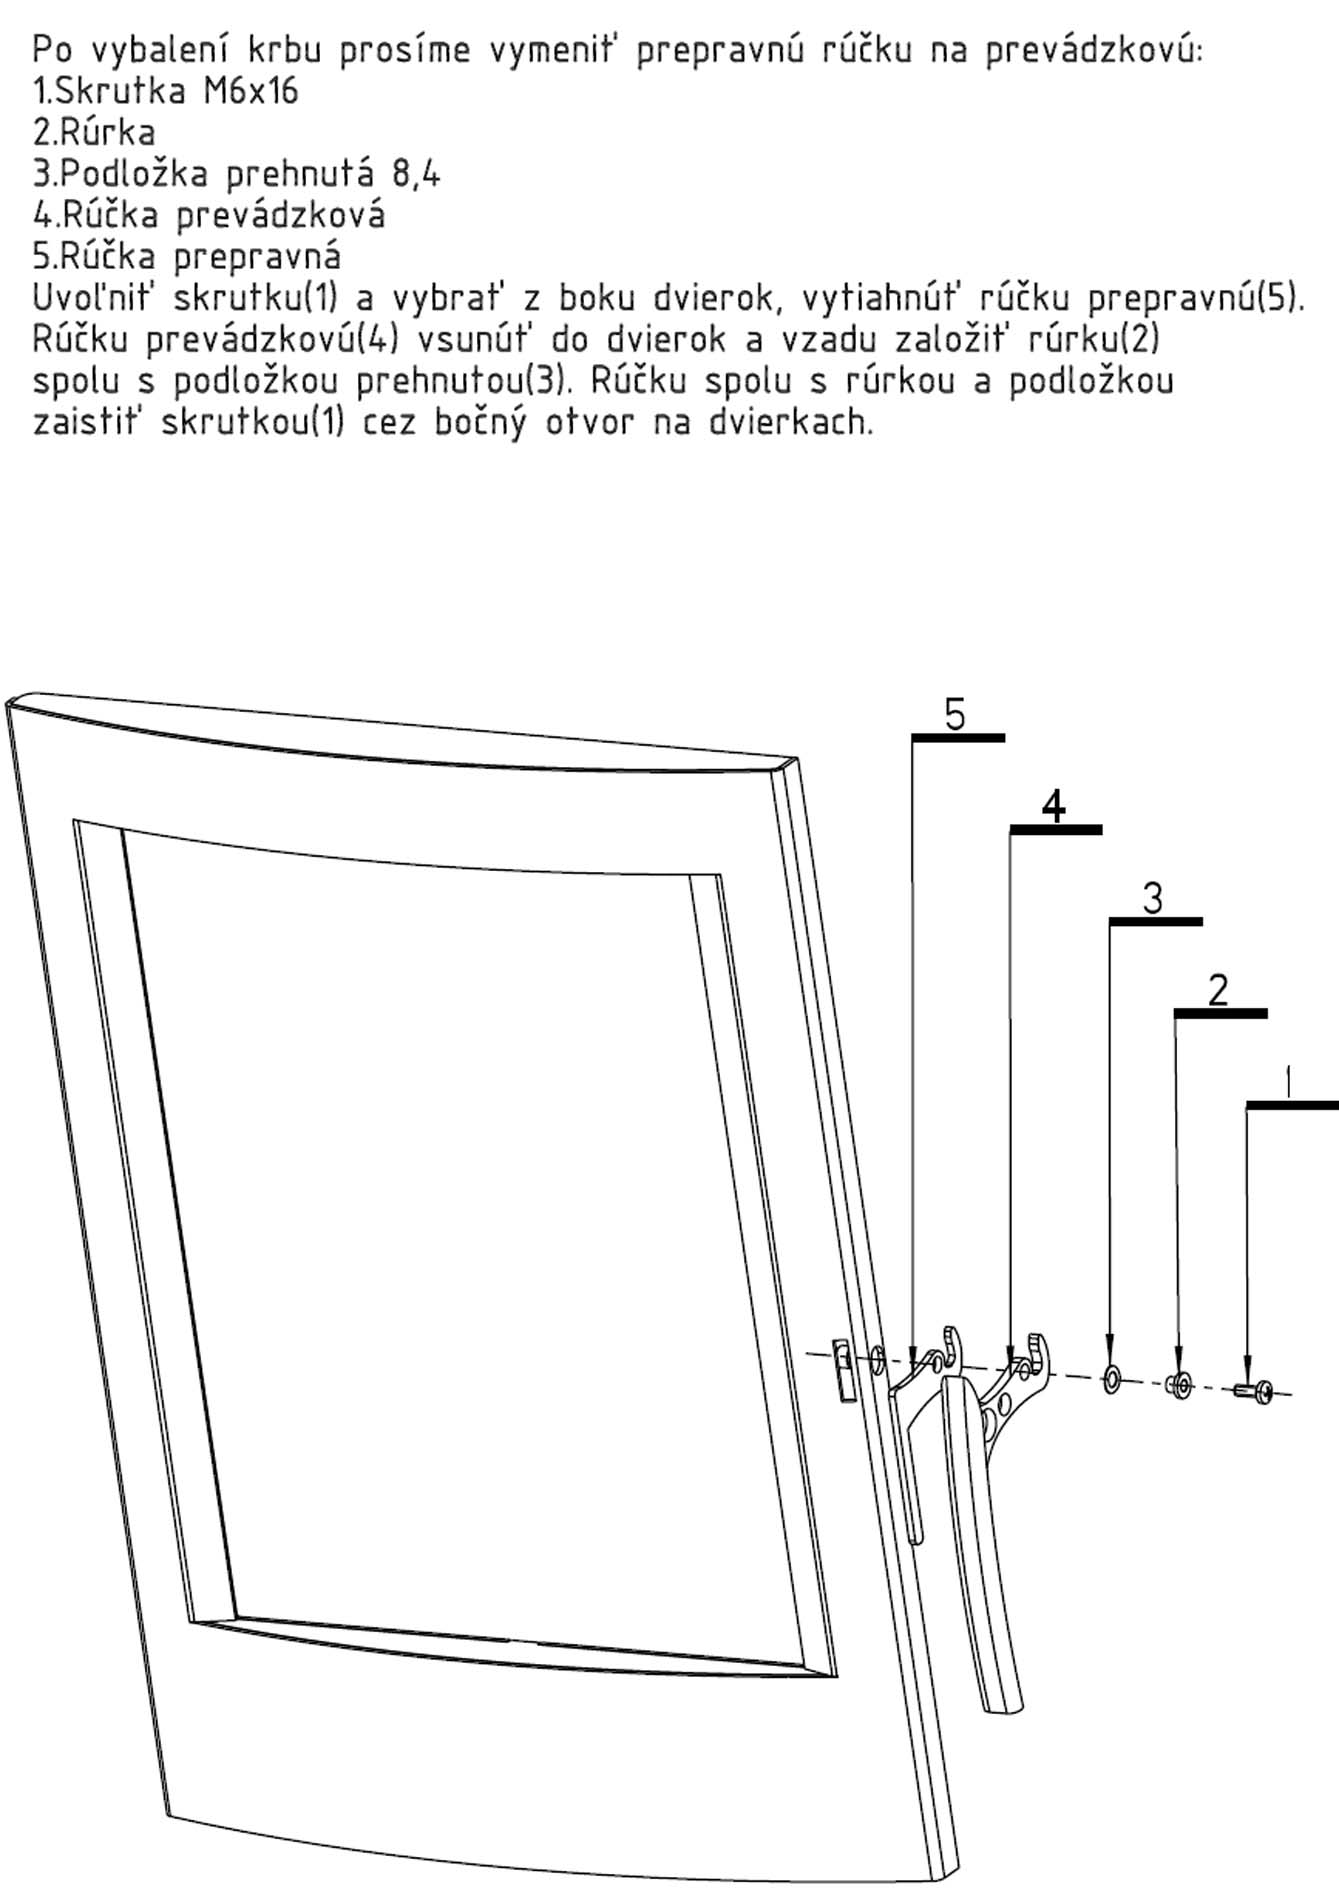 Po vybalení krbu prosíme vymeniť prepravnú rúčku na prevádzkovú:
1.Skrutka M6x16
2.Rúrka
3.Podložka prehnutá 8,4
4.Rúčka prevádzková
5.Rúčka prepravná
Uvoľniť skrutku(1) a vybrať z boku dvierok, vytiahnúť rúčku prepravnú(5).
Rúčku prevádzkovú(4) vsunúť do dvierok a vzadu založiť rúrku(2)
spolu s podložkou prehnutou(3). Rúčku spolu s rúrkou a podložkou
zaistiť skrutkou(1) cez bočný otvor na dvierkach.
5
4
3
2
1